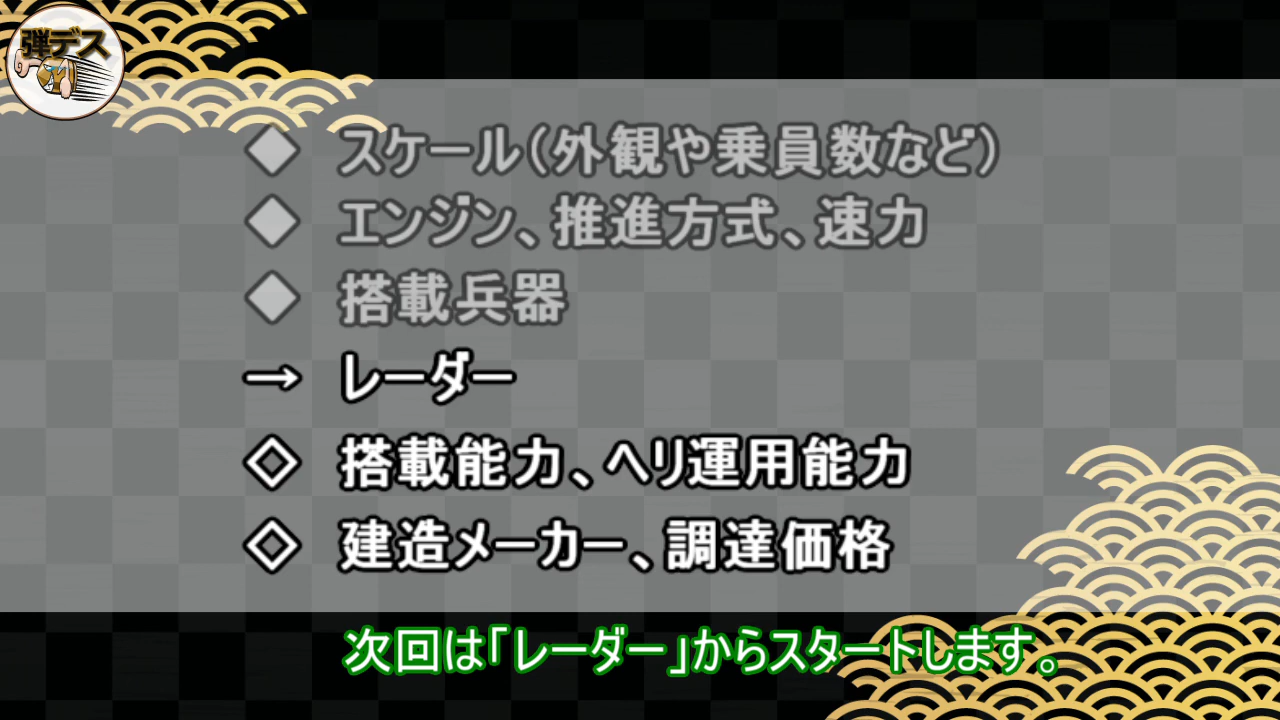 弾デス
◆ スケール（外観や乗員数など）
◆ エンジン、推進方式、速力
◆ 搭載兵器
→ レーダー
◇ 搭載能力、ヘリ運用能力
◇ 建造メーカー、調達価格
次回は「レーダー」からスタートします。